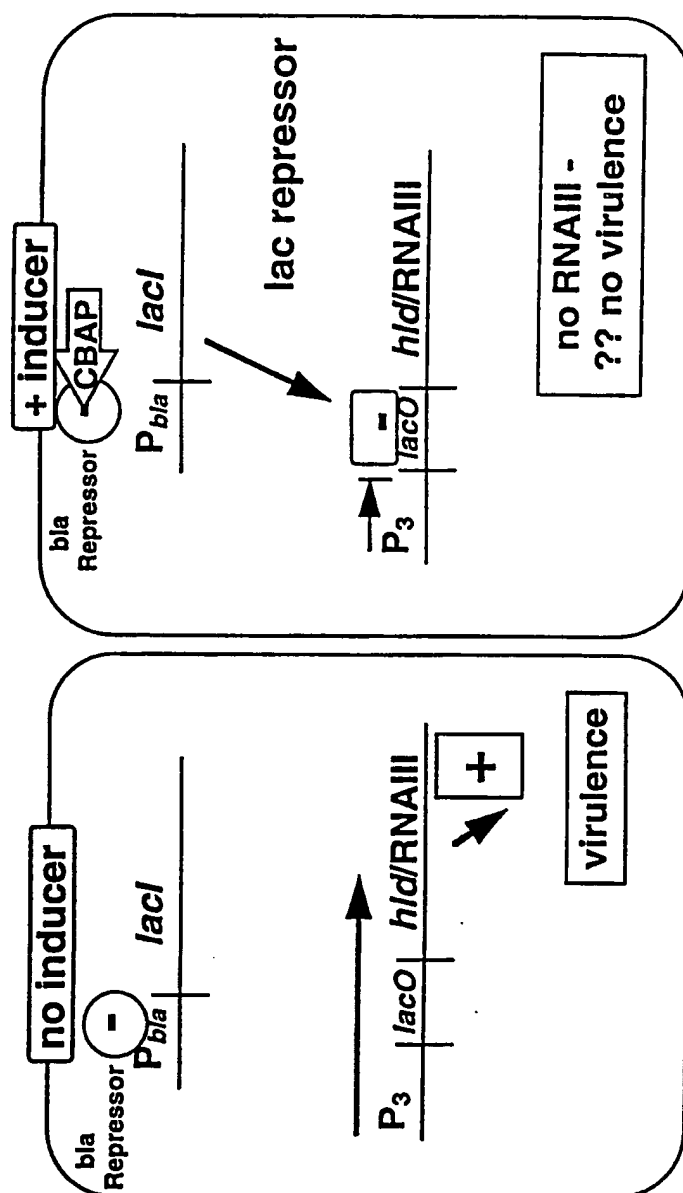 no inducer
bla
Repressor
-
Pbla lacI
P3 lacO hld/RNAIII
+
virulence
+ inducer
bla
Repressor
-
CBAP
Pbla lacI
lac repressor
-
P3 lacO hld/RNAIII
no RNAIII -
?? no virulence